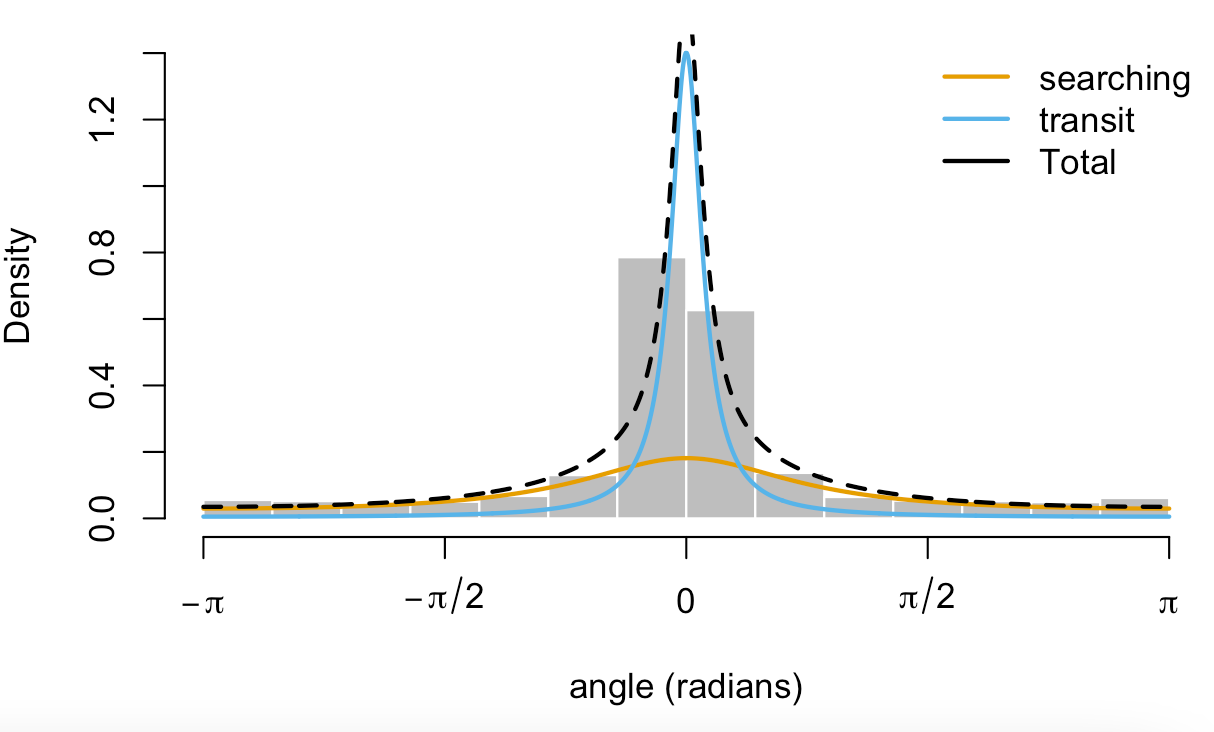 searching
transit
Total
Density
0.0
0.4
0.8
1.2
−π
−π/2
0
π/2
π
angle (radians)